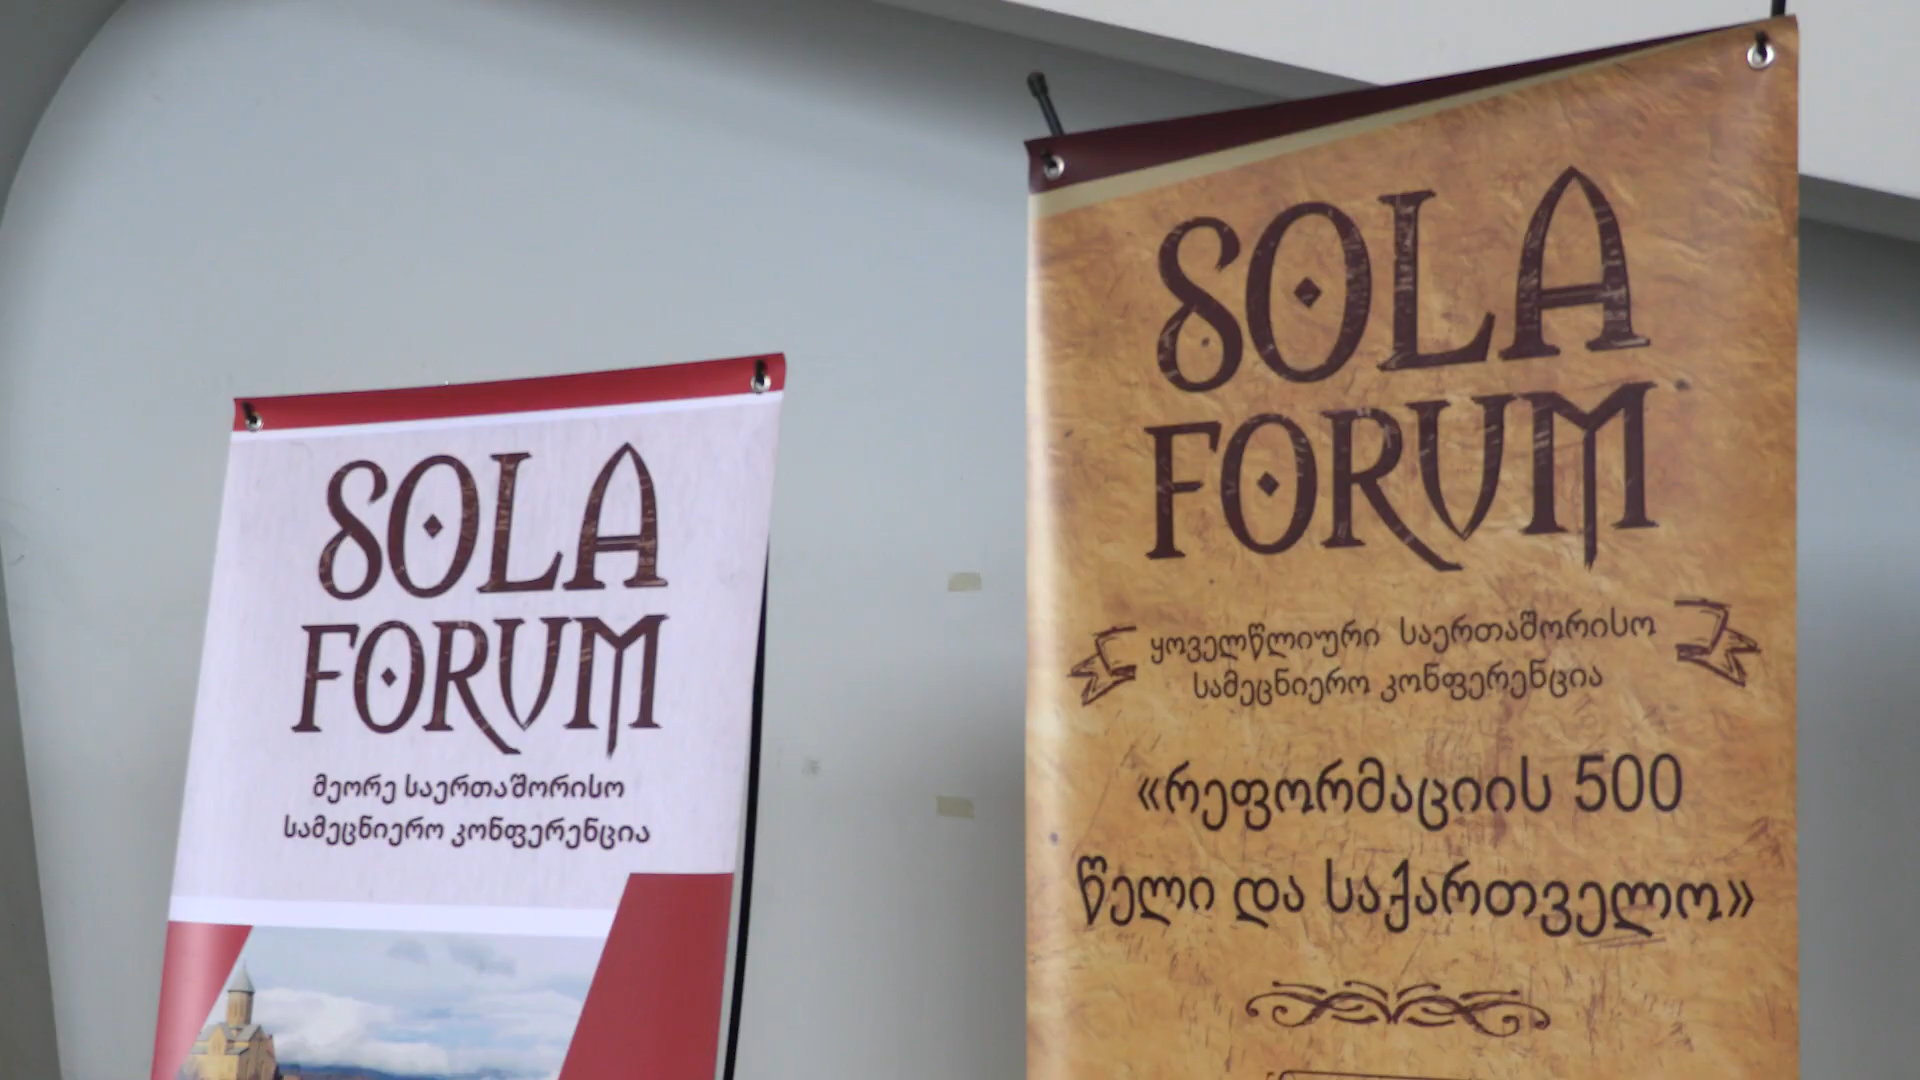 SOLA
FORUM
მეორე საერთაშორისო
სამეცნიერო კონფერენცია
SOLA
FORUM
ყოველწლიური საერთაშორისო
სამეცნიერო კონფერენცია
«რეფორმაციის 500
წელი და საქართველო»